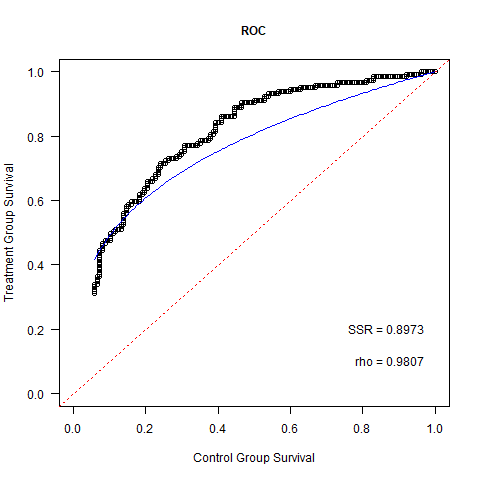 ROC
Treatment Group Survival
1.0
0.8
0.6
0.4
0.2
0.0
SSR = 0.8973
rho = 0.9807
0.0 0.2 0.4 0.6 0.8 1.0
Control Group Survival